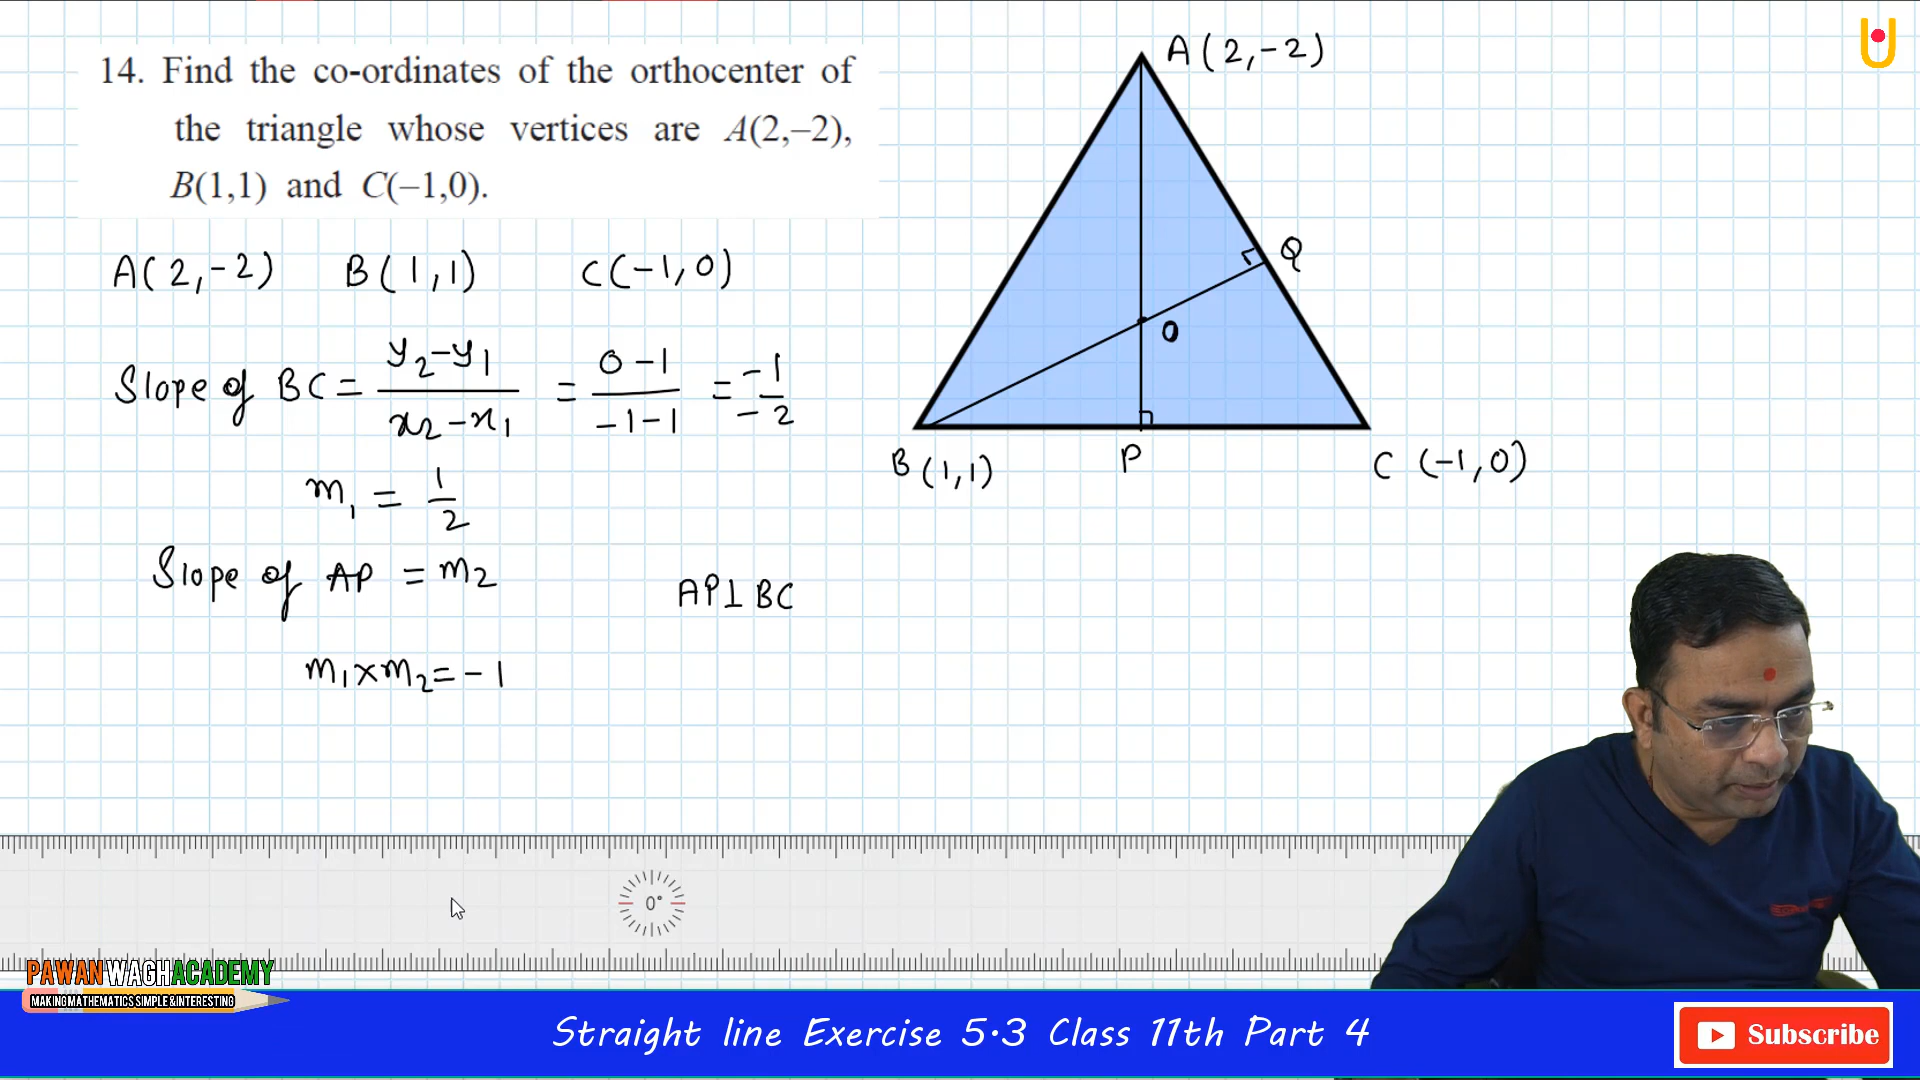 14. Find the co-ordinates of the orthocenter of
the triangle whose vertices are A(2,–2),
B(1,1) and C(–1,0).
A(2,-2) B(1,1) C(-1,0)
Slope of BC = y₂-y₁/x₂-x₁ = 0-1/-1-1 = -1/-2
m₁ = 1/2
Slope of AP = m₂
AP⊥BC
m₁×m₂=-1
A(2,-2)
Q
O
B(1,1)
P
C (-1,0)
0°
PAWAN WAGH ACADEMY
MAKING MATHEMATICS SIMPLE & INTERESTING
Straight line Exercise 5.3 Class 11th Part 4
Subscribe